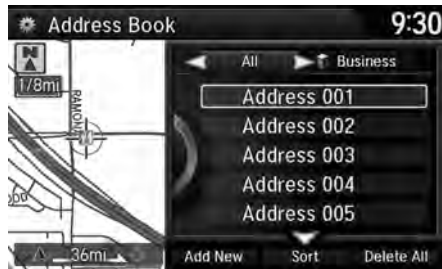 Address Book 9:30
N
All Business
1/8mi
RAMON
Address 001
Address 002
Address 003
Address 004
Address 005
36mi
Add New Sort Delete All